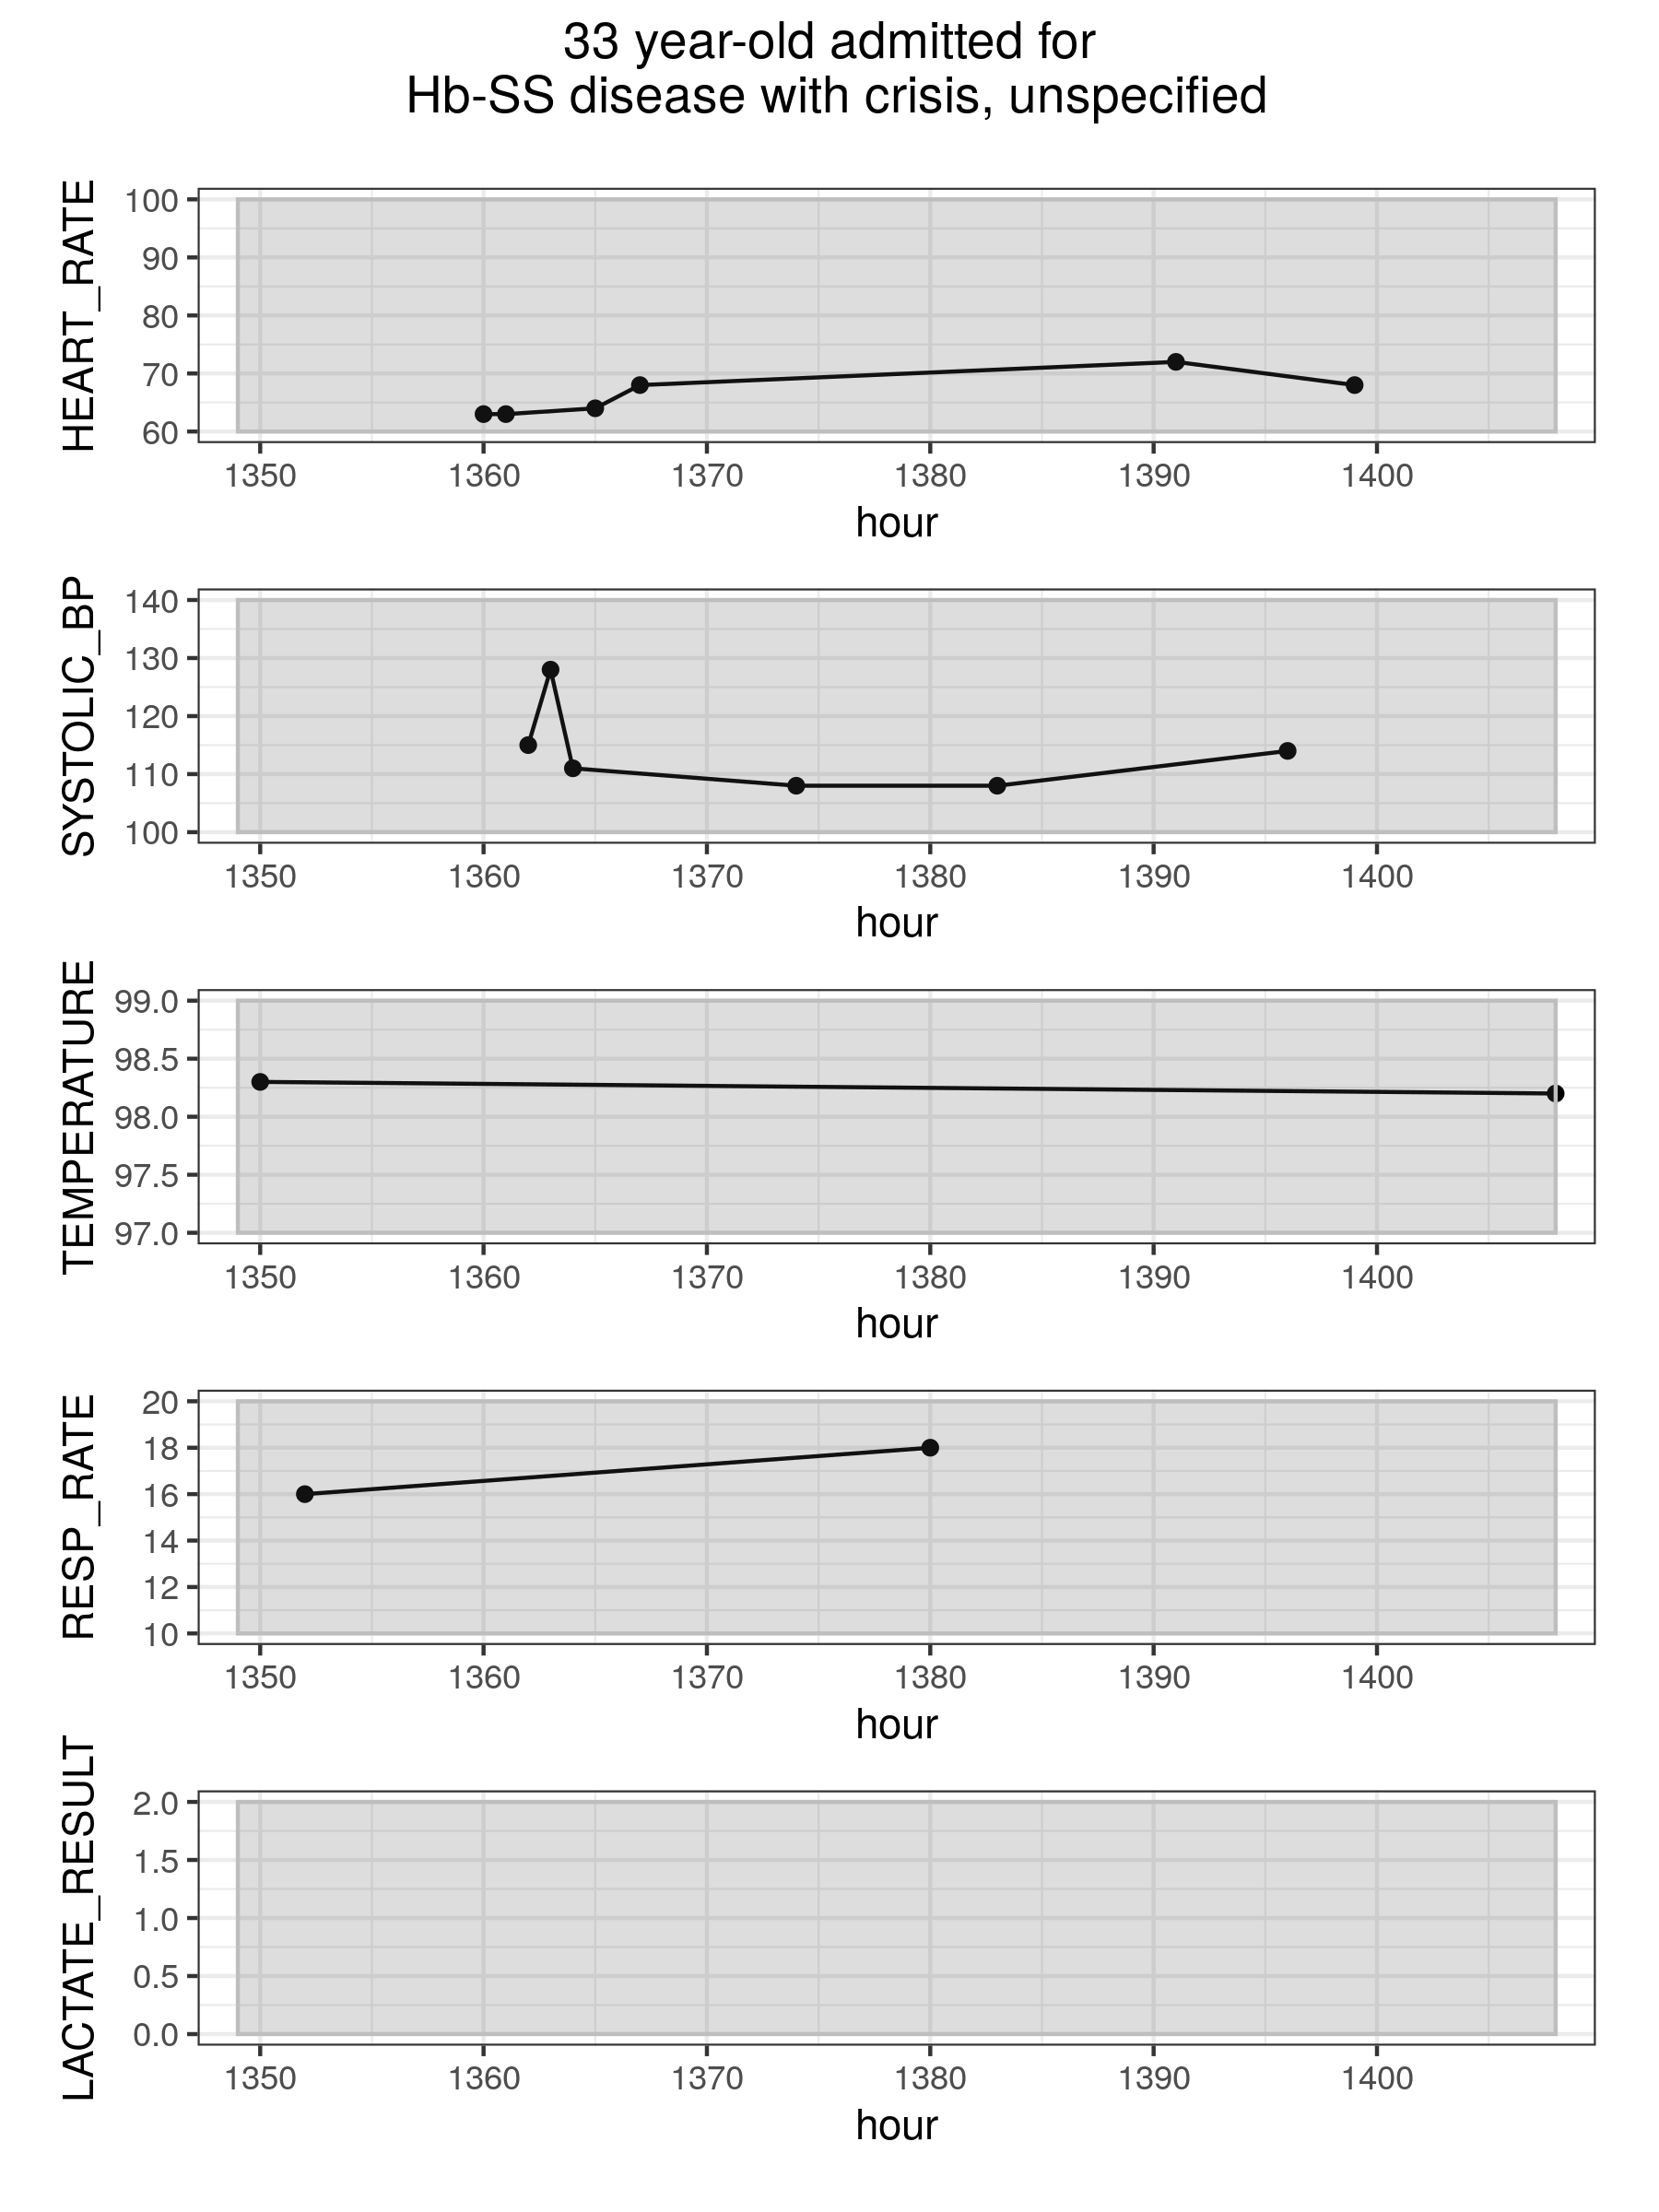 33 year-old admitted for
Hb-SS disease with crisis, unspecified
HEART_RATE
100
90
80
70
60
1350 1360 1370 1380 1390 1400
hour
SYSTOLIC_BP
140
130
120
110
100
1350 1360 1370 1380 1390 1400
hour
TEMPERATURE
99.0
98.5
98.0
97.5
97.0
1350 1360 1370 1380 1390 1400
hour
RESP_RATE
20
18
16
14
12
10
1350 1360 1370 1380 1390 1400
hour
LACTATE_RESULT
2.0
1.5
1.0
0.5
0.0
1350 1360 1370 1380 1390 1400
hour